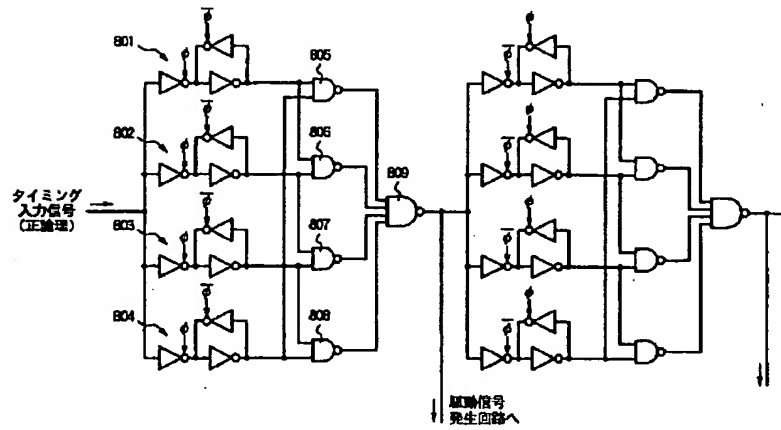 φ̄
φ
801
φ
φ̄
805
φ̄
φ
802
φ
φ̄
806
809
タイミング
入力信号
(正論理)
φ̄
φ
803
φ
φ̄
807
φ̄
φ
804
φ
φ̄
808
駆動信号
発生回路へ